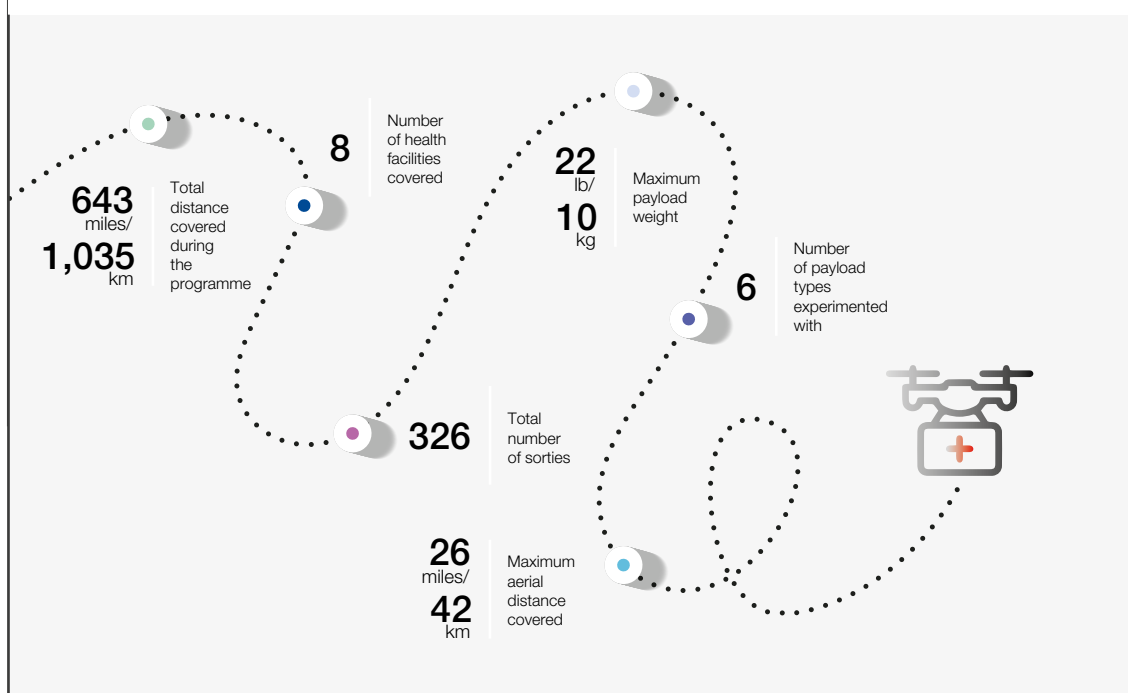 643
miles/
1,035
km
Total
distance
covered
during
the
programme
8
Number
of health
facilities
covered
326
Total
number
of sorties
22
lb/
10
kg
Maximum
payload
weight
6
Number
of payload
types
experimented
with
26
miles/
42
km
Maximum
aerial
distance
covered